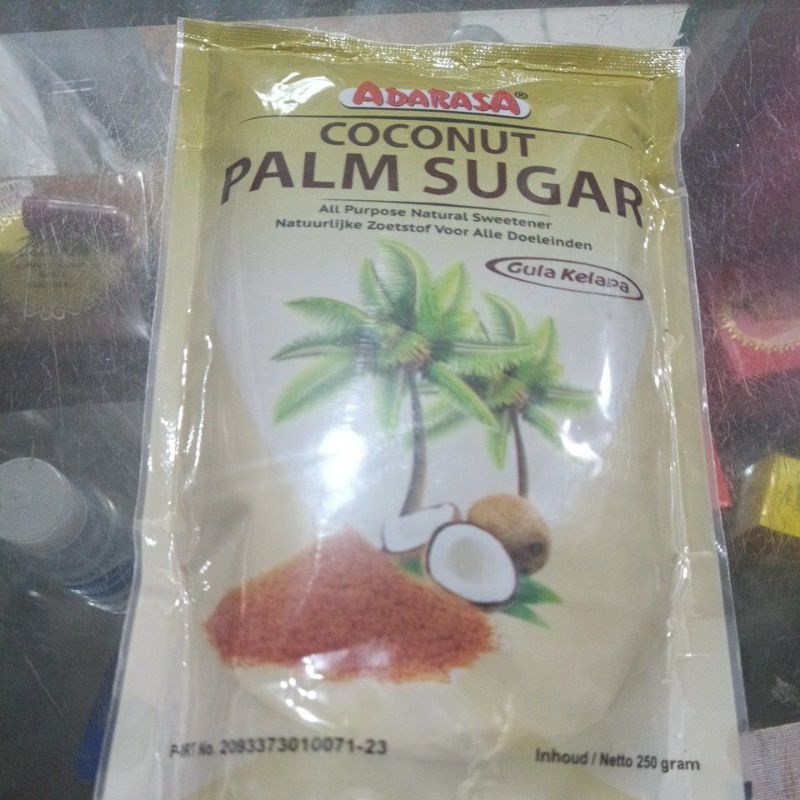 ADARASA®
COCONUT
PALM SUGAR
All Purpose Natural Sweetener
Natuurlijke Zoetstof Voor Alle Doeleinden
Gula Kelapa
P-IRT No. 2093373010071-23
Inhoud / Netto 250 gram